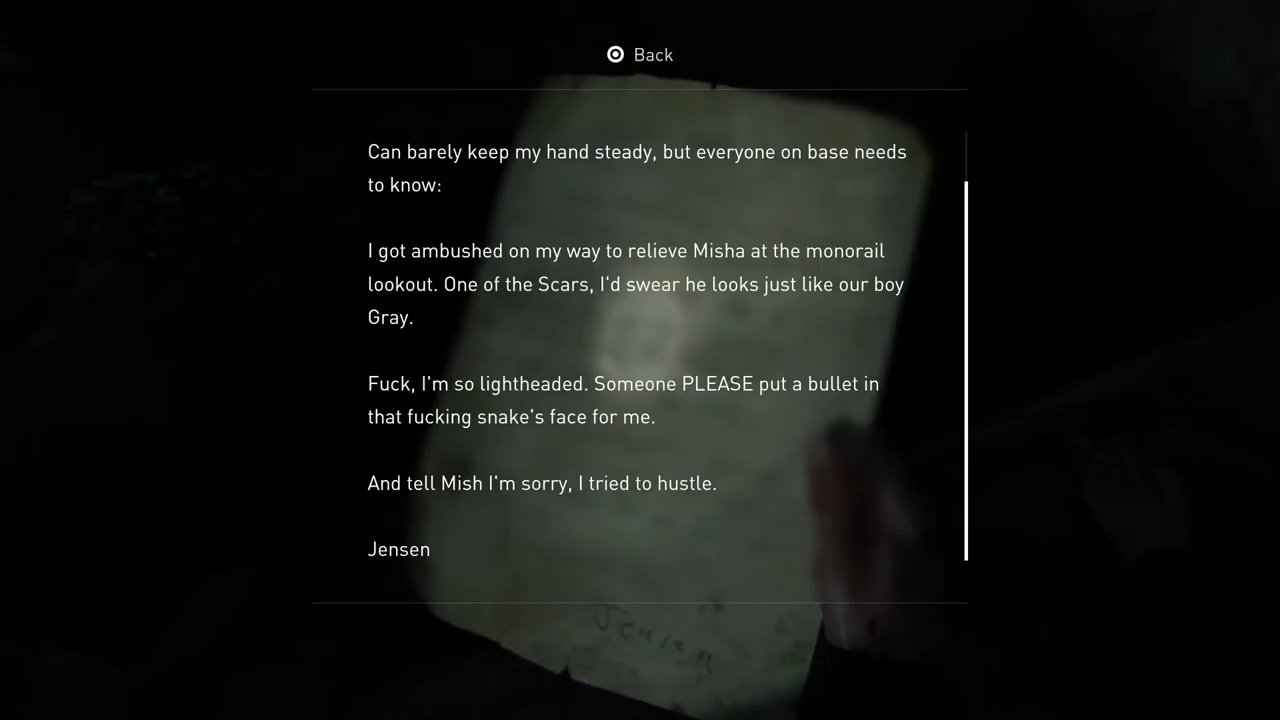 Back
Can barely keep my hand steady, but everyone on base needs
to know:
I got ambushed on my way to relieve Misha at the monorail
lookout. One of the Scars, I'd swear he looks just like our boy
Gray.
Fuck, I'm so lightheaded. Someone PLEASE put a bullet in
that fucking snake's face for me.
And tell Mish I'm sorry, I tried to hustle.
Jensen
Jensen